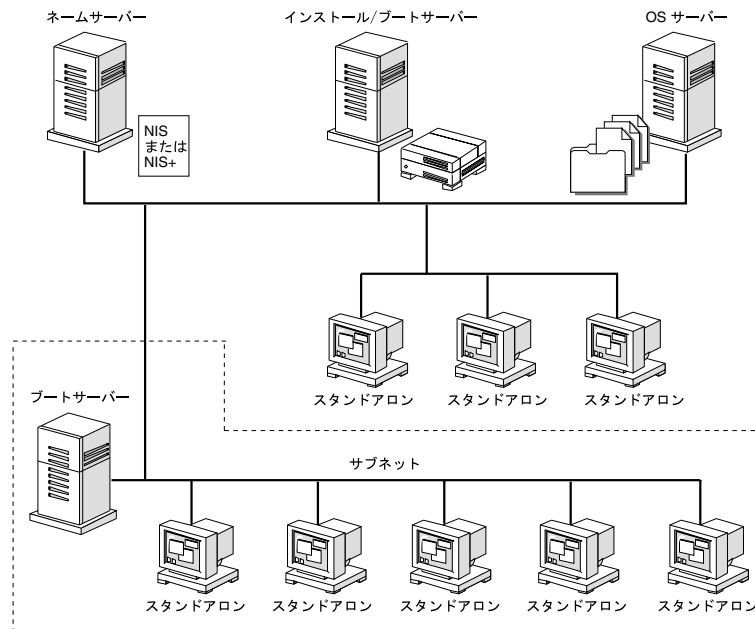 ネームサーバー
インストール/ブートサーバー
OS サーバー
NIS
または
NIS+
スタンドアロン
スタンドアロン
スタンドアロン
ブートサーバー
サブネット
スタンドアロン
スタンドアロン
スタンドアロン
スタンドアロン
スタンドアロン